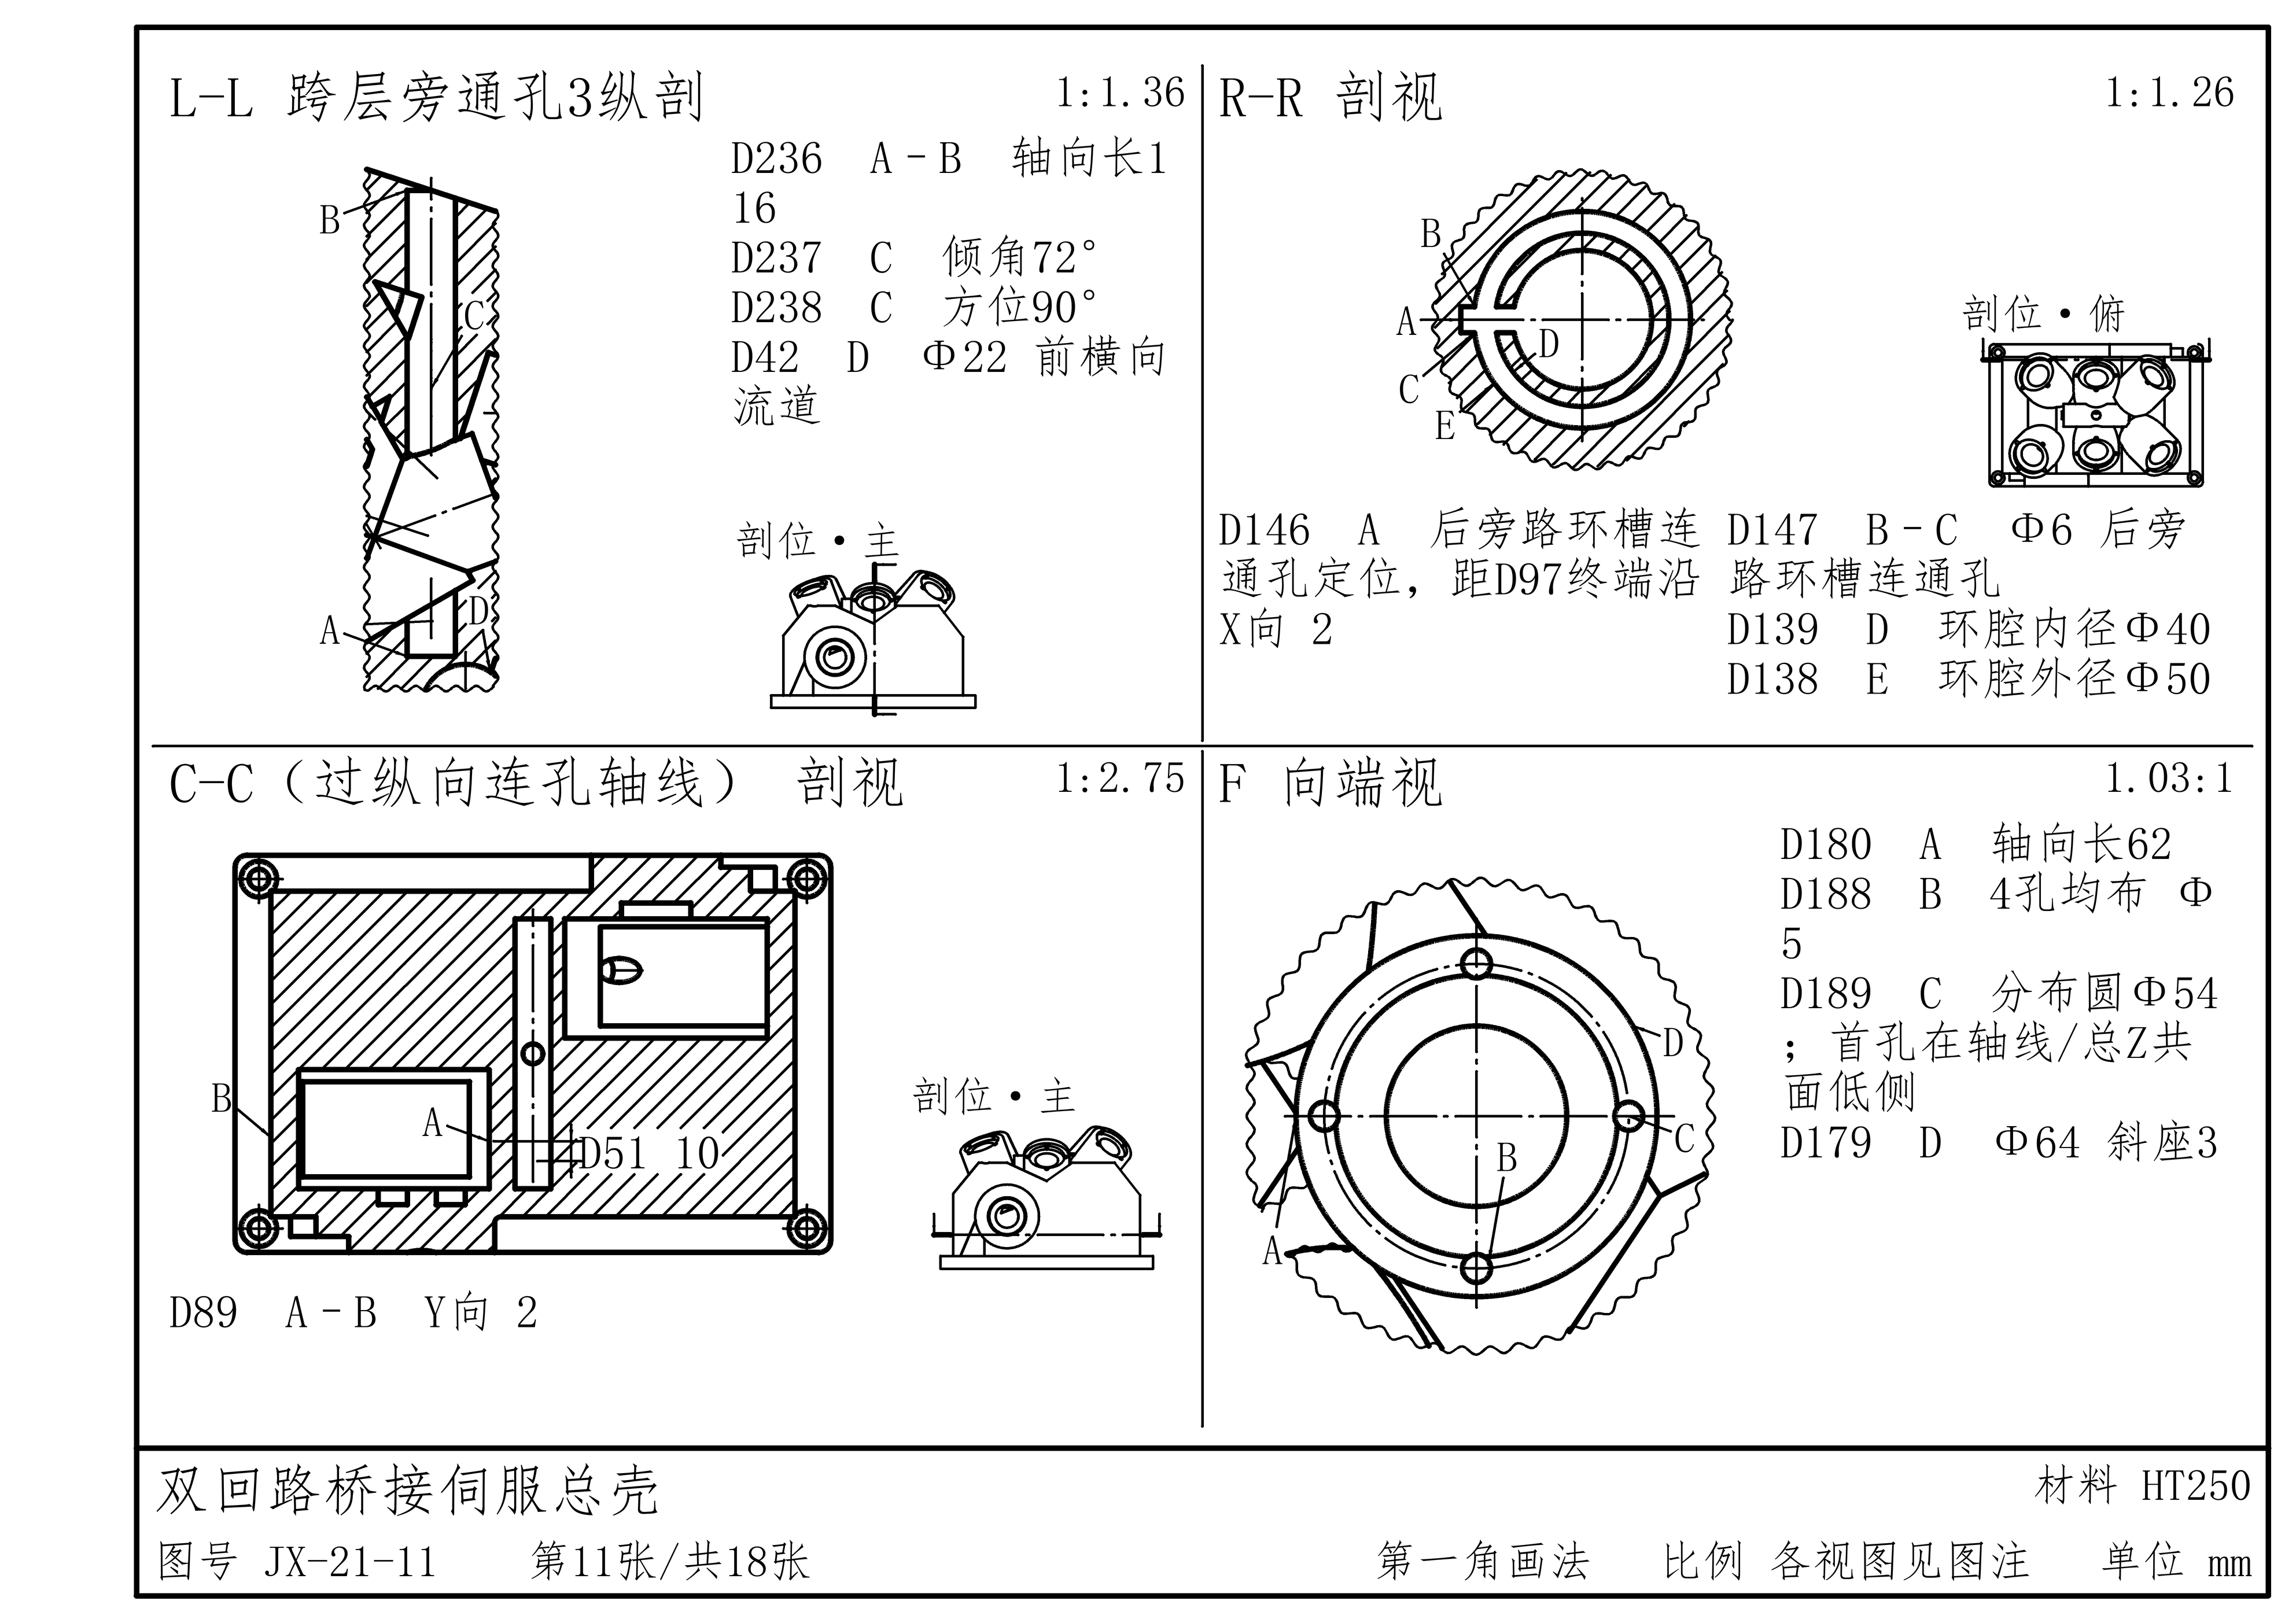 L-L 跨层旁通孔3纵剖 1:1.36
D236 A-B 轴向长1
16
D237 C 倾角72°
D238 C 方位90°
D42 D Φ22 前横向
流道
B
C
A
D
剖位·主
R-R 剖视 1:1.26
B
A
D
C
E
剖位·俯
D146 A 后旁路环槽连
通孔定位，距D97终端沿
X向 2
D147 B-C Φ6 后旁
路环槽连通孔
D139 D 环腔内径Φ40
D138 E 环腔外径Φ50
C-C（过纵向连孔轴线） 剖视 1:2.75
B
A
D51 10
剖位·主
D89 A-B Y向 2
F 向端视 1.03:1
D180 A 轴向长62
D188 B 4孔均布 Φ
5
D189 C 分布圆Φ54
；首孔在轴线/总Z共
面低侧
D179 D Φ64 斜座3
D
C
B
A
双回路桥接伺服总壳 材料 HT250
图号 JX-21-11 第11张/共18张 第一角画法 比例 各视图见图注 单位 mm